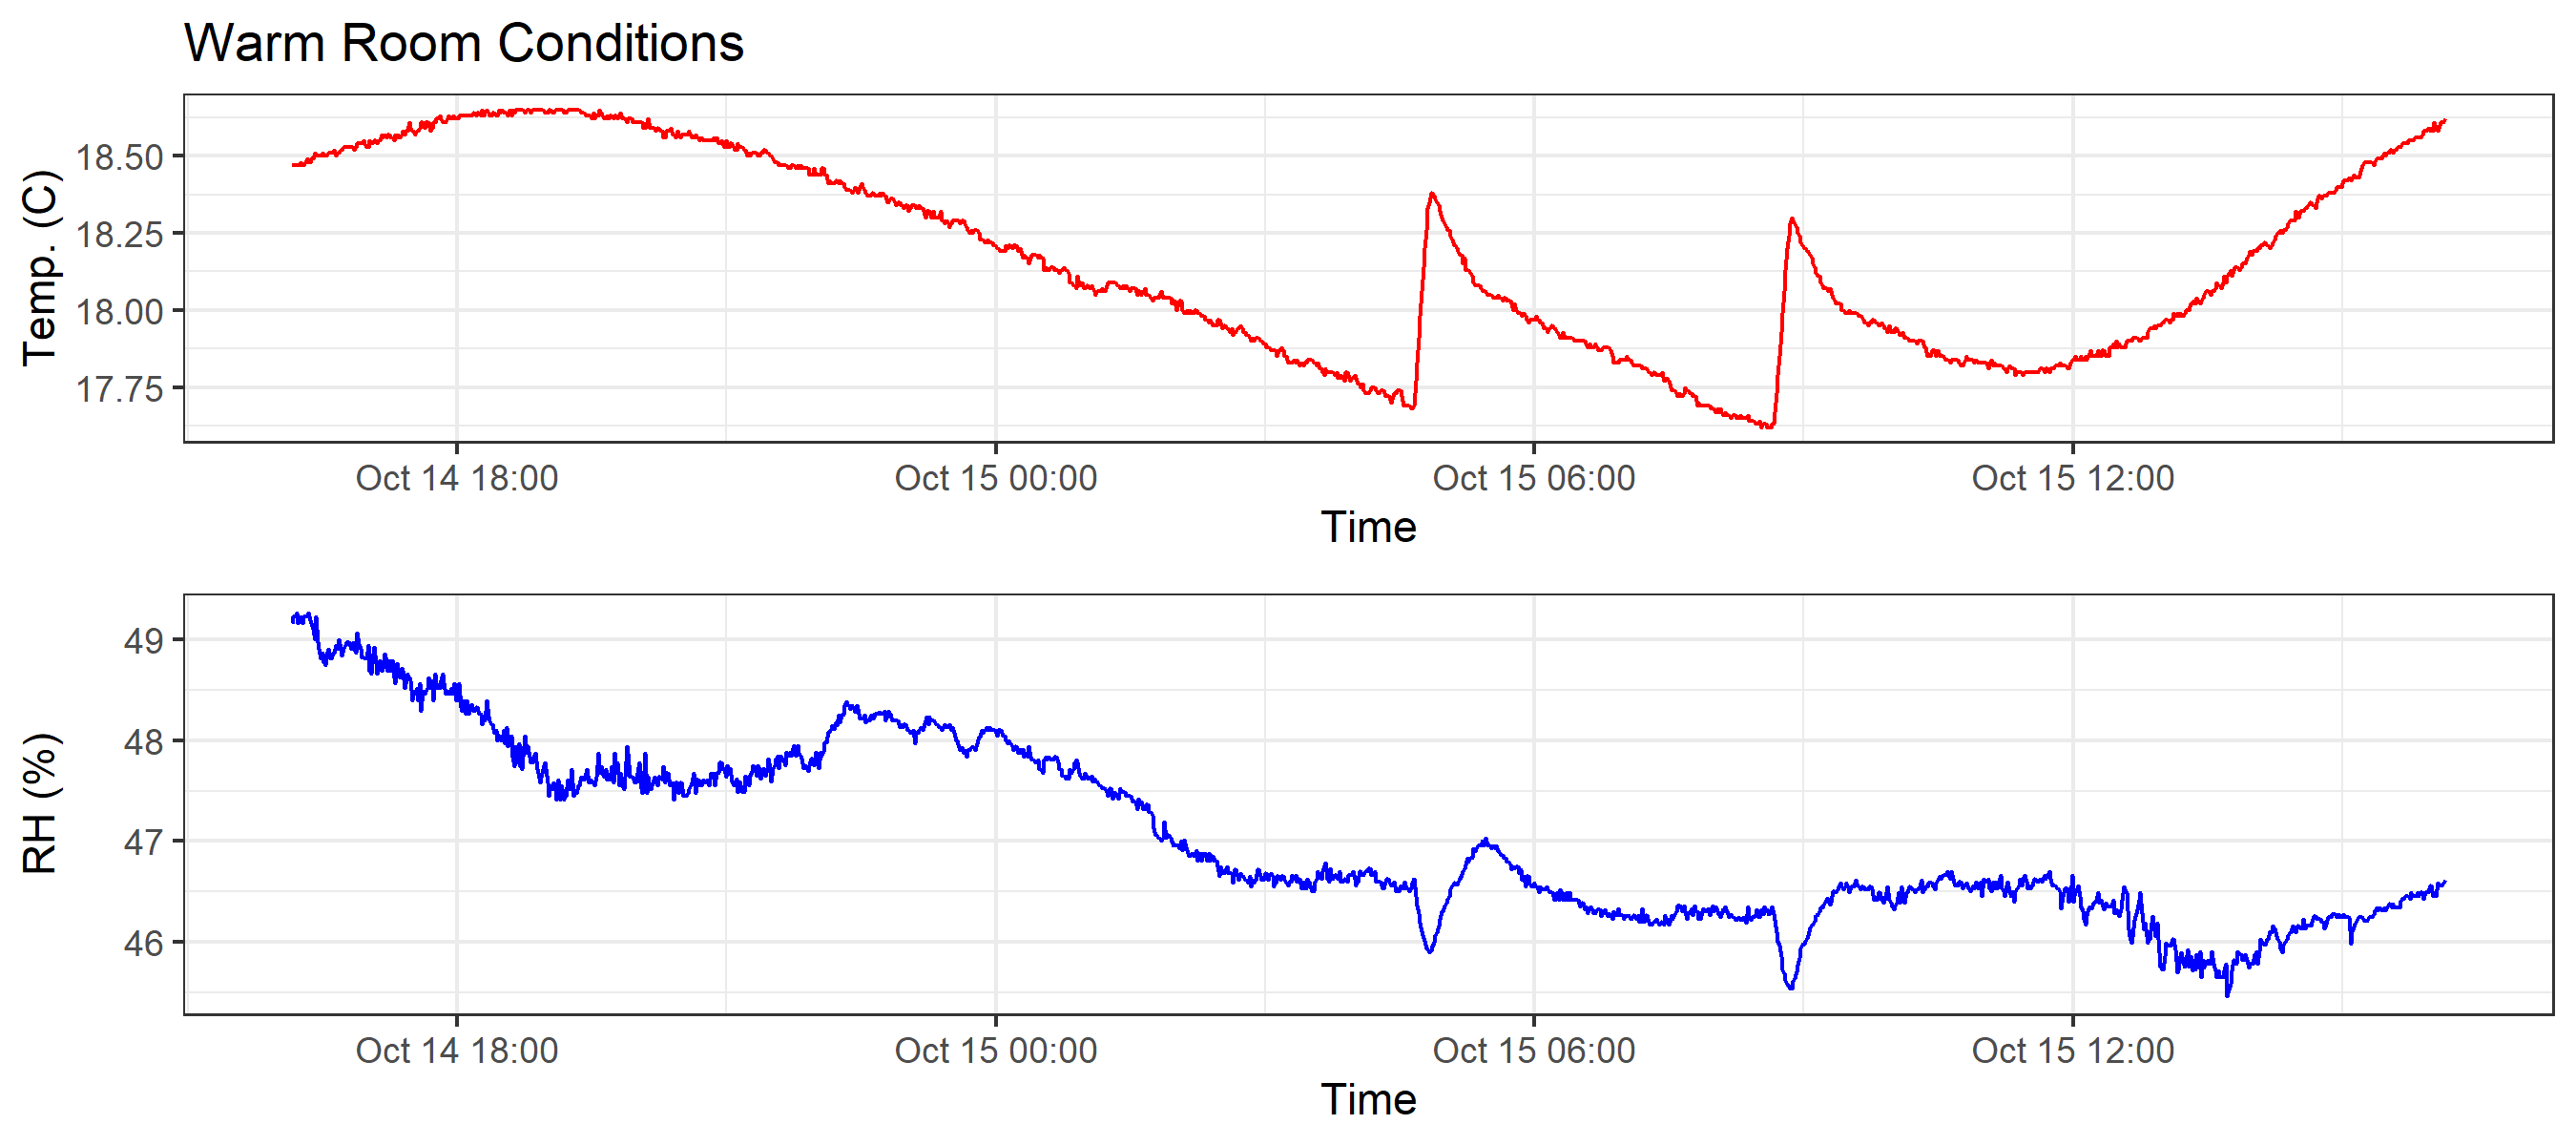 Warm Room Conditions
Temp. (C)
18.50
18.25
18.00
17.75
Oct 14 18:00 Oct 15 00:00 Oct 15 06:00 Oct 15 12:00
Time
RH (%)
49
48
47
46
Oct 14 18:00 Oct 15 00:00 Oct 15 06:00 Oct 15 12:00
Time